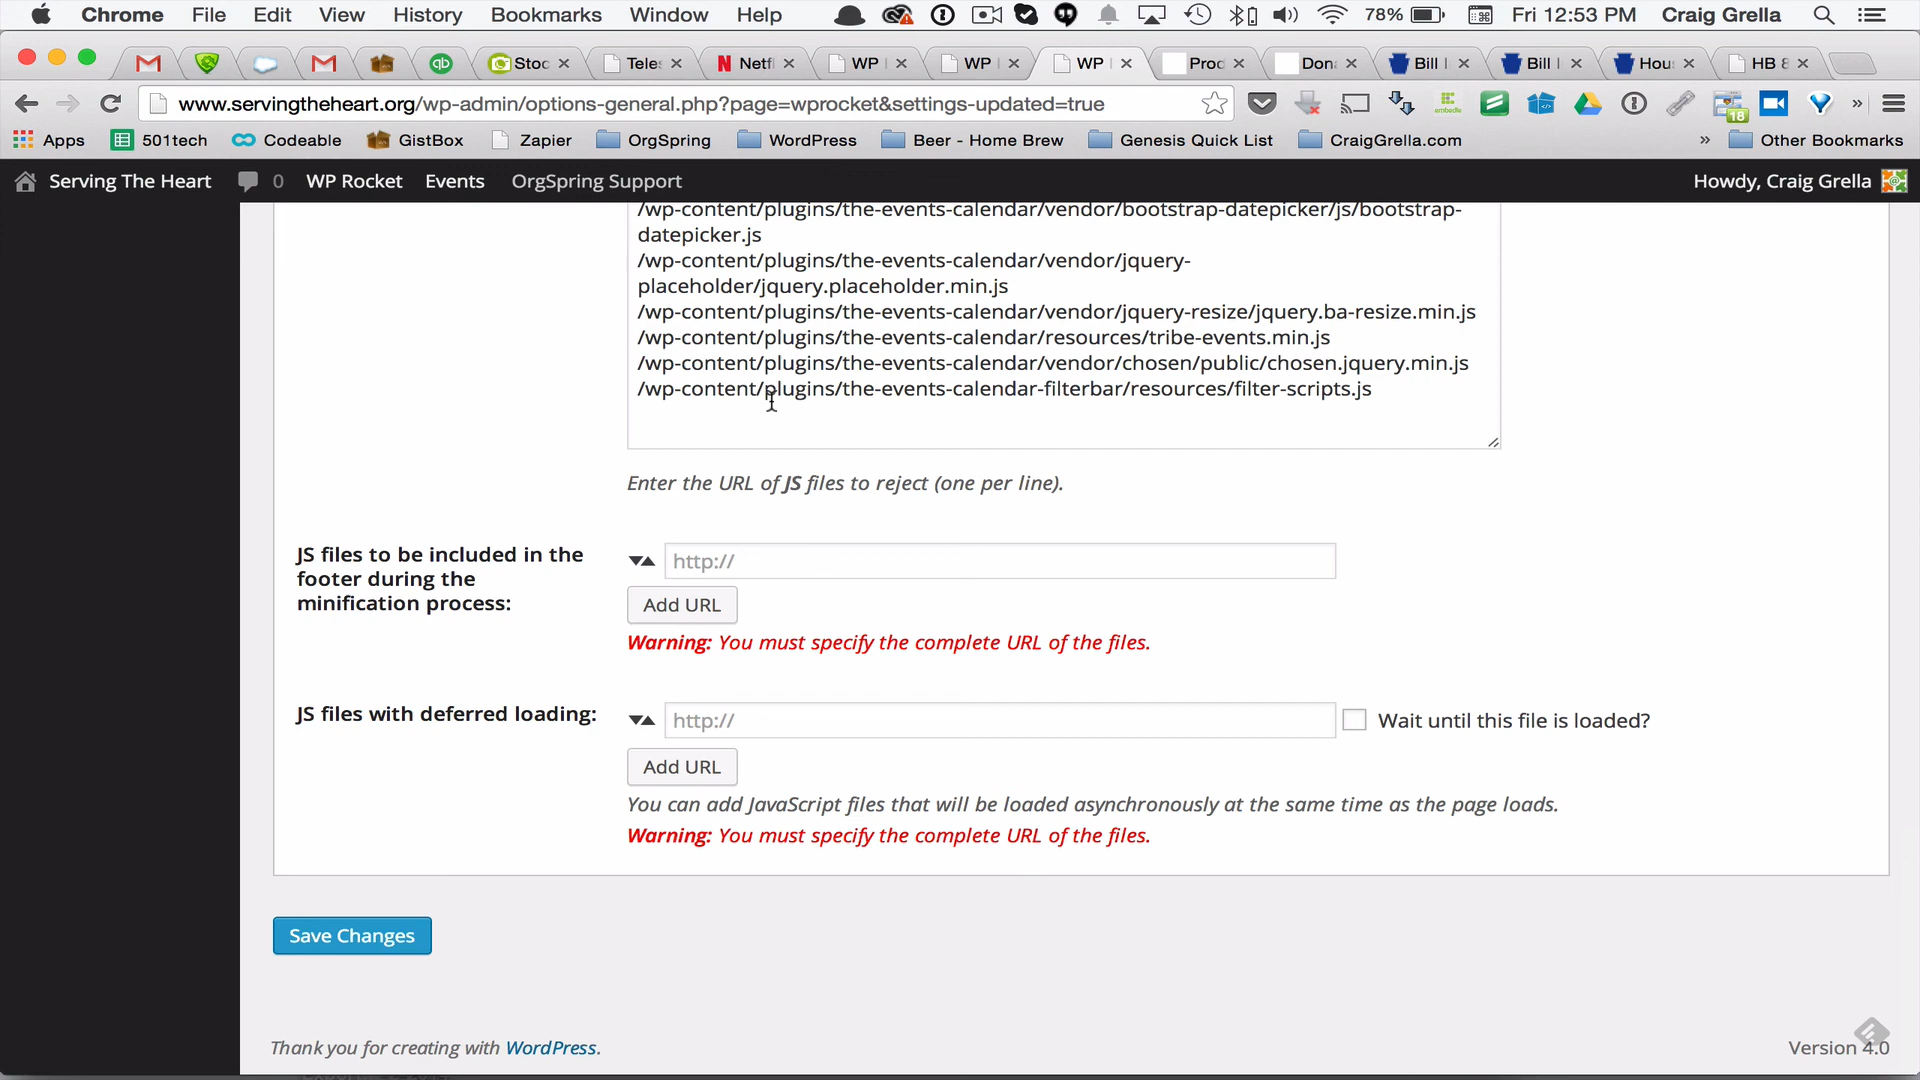 Chrome File Edit View History Bookmarks Window Help 78% Fri 12:53 PM Craig Grella
Stoc Teles Netfl WP WP WP Prod Dona Bill Bill Hou HB 8
www.servingtheheart.org/wp-admin/options-general.php?page=wprocket&settings-updated=true
18
Apps 501tech Codeable GistBox Zapier OrgSpring WordPress Beer - Home Brew Genesis Quick List CraigGrella.com » Other Bookmarks
Serving The Heart 0 WP Rocket Events OrgSpring Support Howdy, Craig Grella
/wp-content/plugins/the-events-calendar/vendor/bootstrap-datepicker/js/bootstrap-
datepicker.js
/wp-content/plugins/the-events-calendar/vendor/jquery-
placeholder/jquery.placeholder.min.js
/wp-content/plugins/the-events-calendar/vendor/jquery-resize/jquery.ba-resize.min.js
/wp-content/plugins/the-events-calendar/resources/tribe-events.min.js
/wp-content/plugins/the-events-calendar/vendor/chosen/public/chosen.jquery.min.js
/wp-content/plugins/the-events-calendar-filterbar/resources/filter-scripts.js
Enter the URL of JS files to reject (one per line).
JS files to be included in the
footer during the
minification process:
http://
Add URL
Warning: You must specify the complete URL of the files.
JS files with deferred loading:
http://
Wait until this file is loaded?
Add URL
You can add JavaScript files that will be loaded asynchronously at the same time as the page loads.
Warning: You must specify the complete URL of the files.
Save Changes
Thank you for creating with WordPress.
Version 4.0